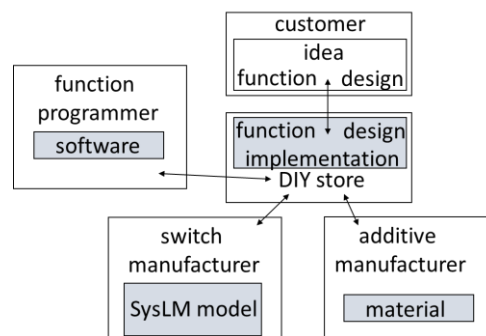 customer
idea
function design
function
programmer
software
function design
implementation
DIY store
switch
manufacturer
SysLM model
additive
manufacturer
material